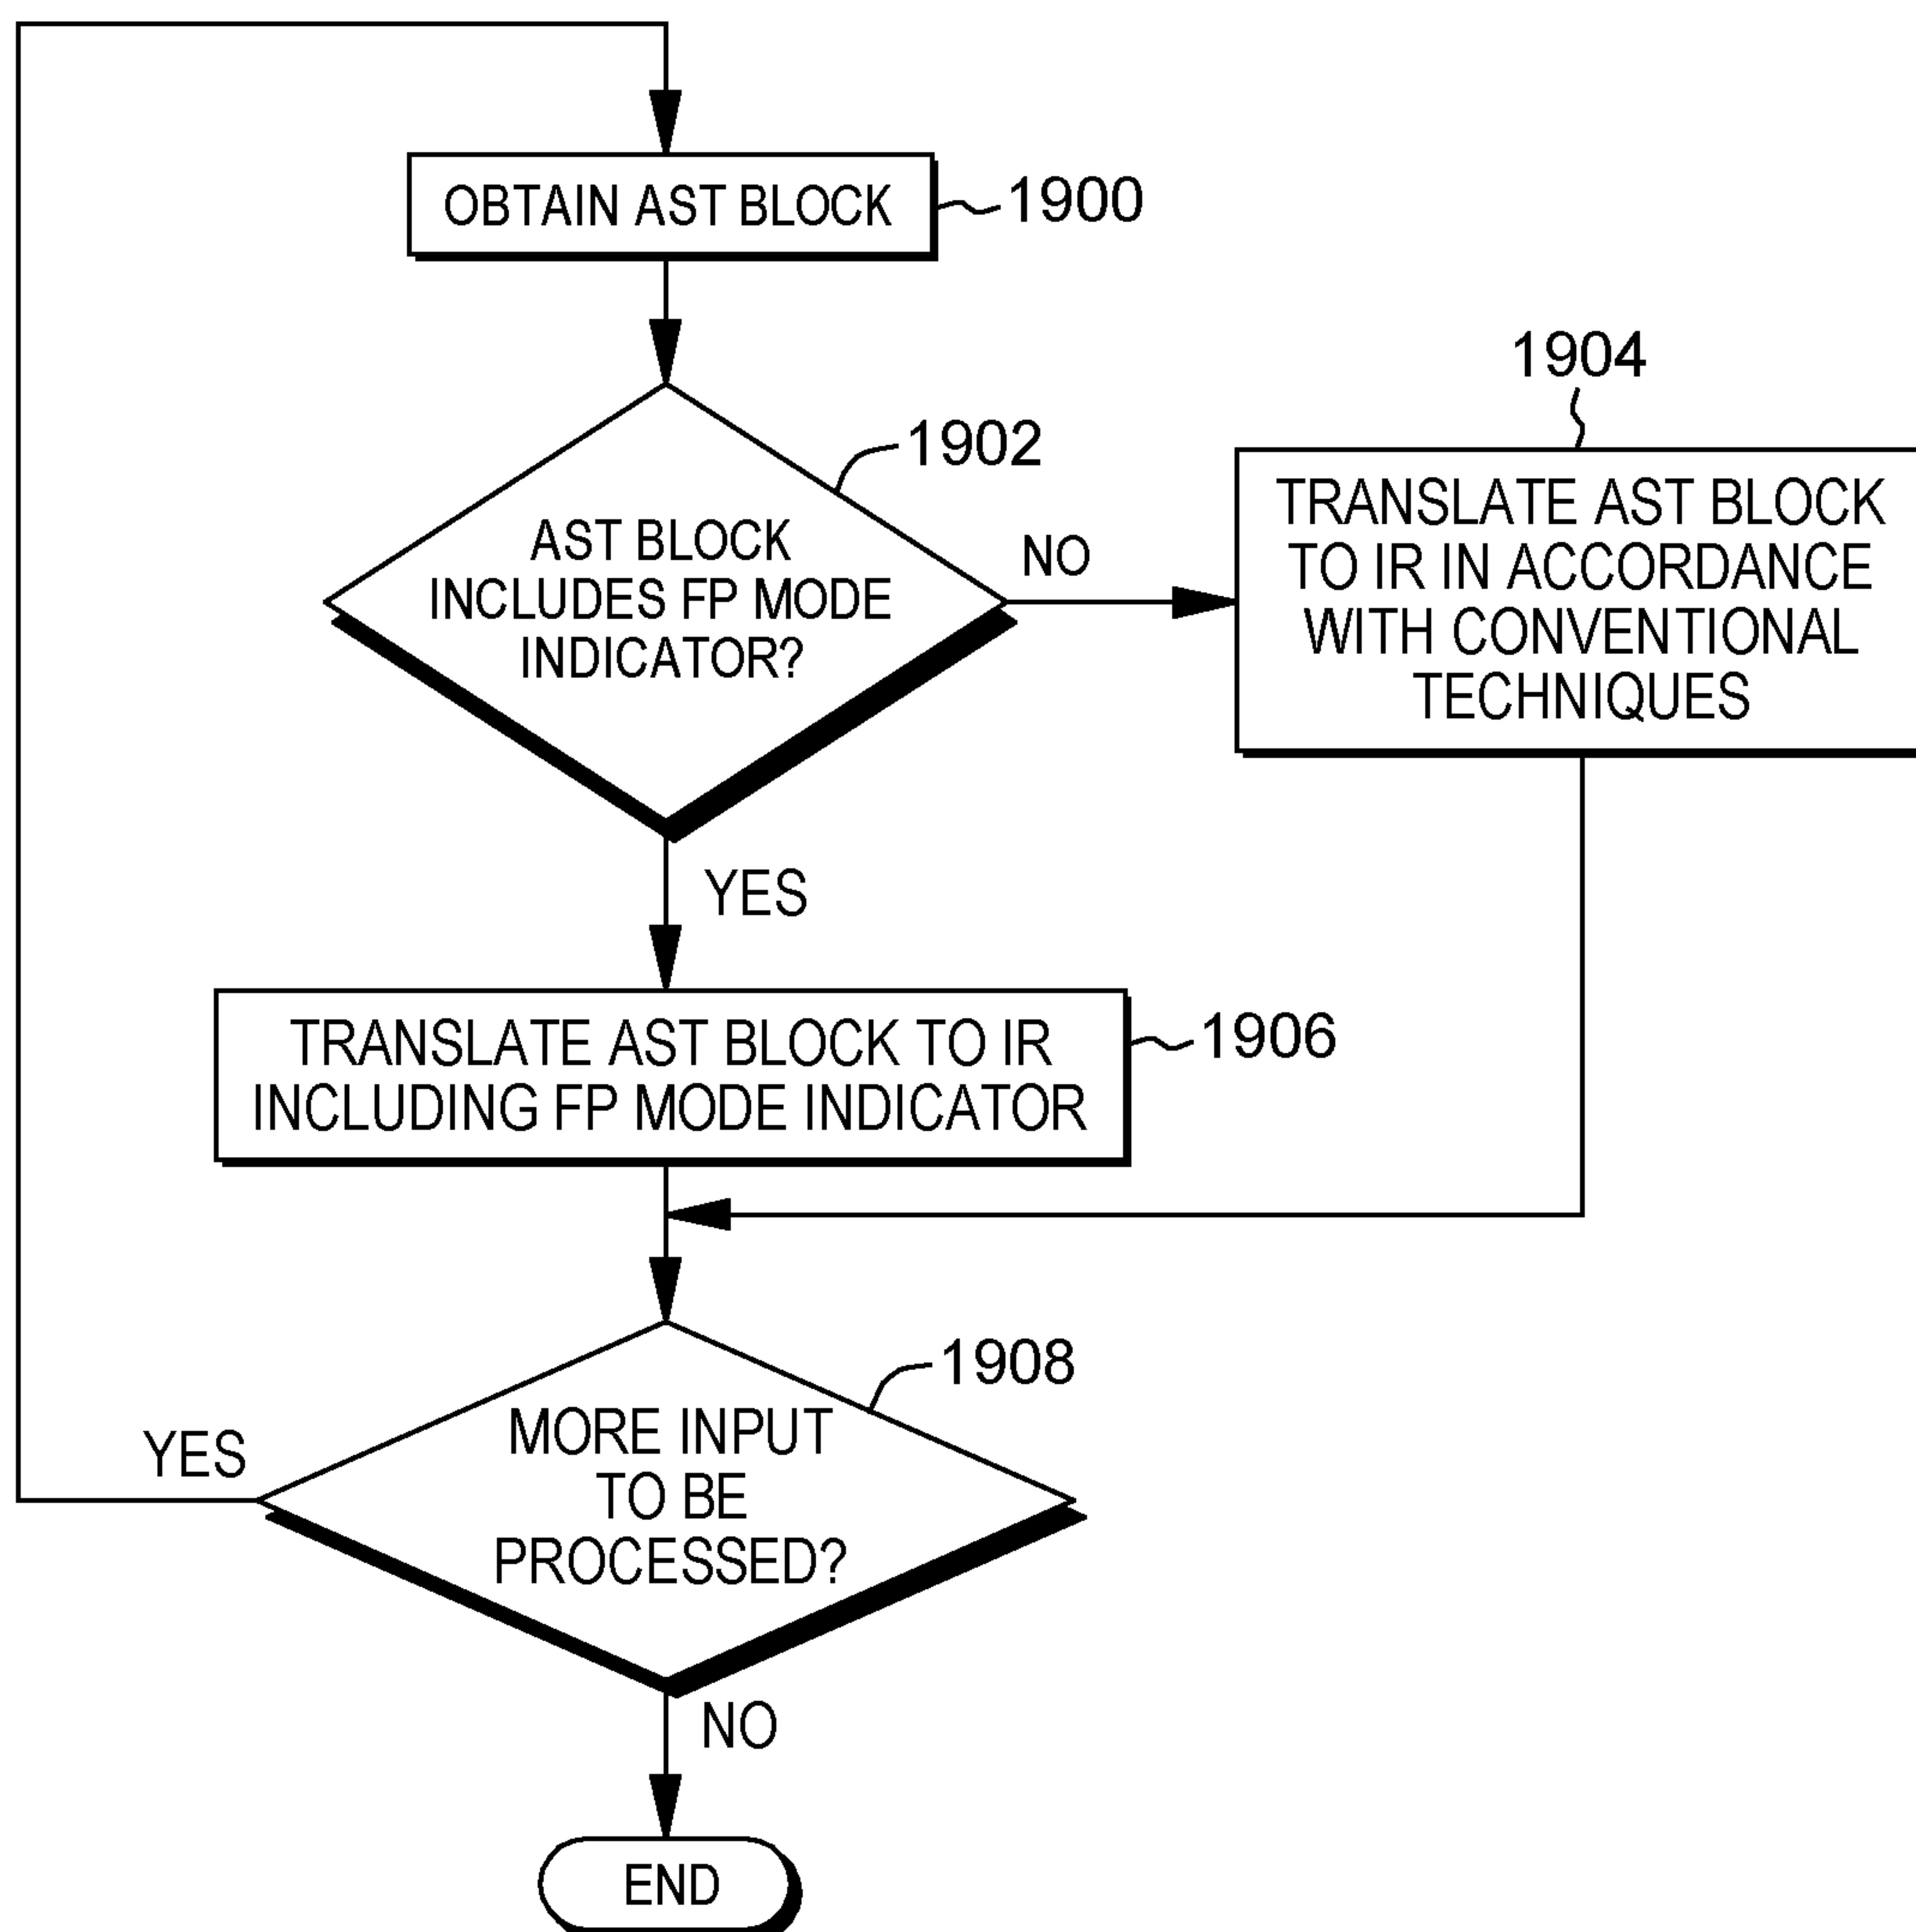 OBTAIN AST BLOCK
1900
1902
AST BLOCK
INCLUDES FP MODE
INDICATOR?
NO
1904
TRANSLATE AST BLOCK
TO IR IN ACCORDANCE
WITH CONVENTIONAL
TECHNIQUES
YES
TRANSLATE AST BLOCK TO IR
INCLUDING FP MODE INDICATOR
1906
1908
MORE INPUT
TO BE
PROCESSED?
YES
NO
END